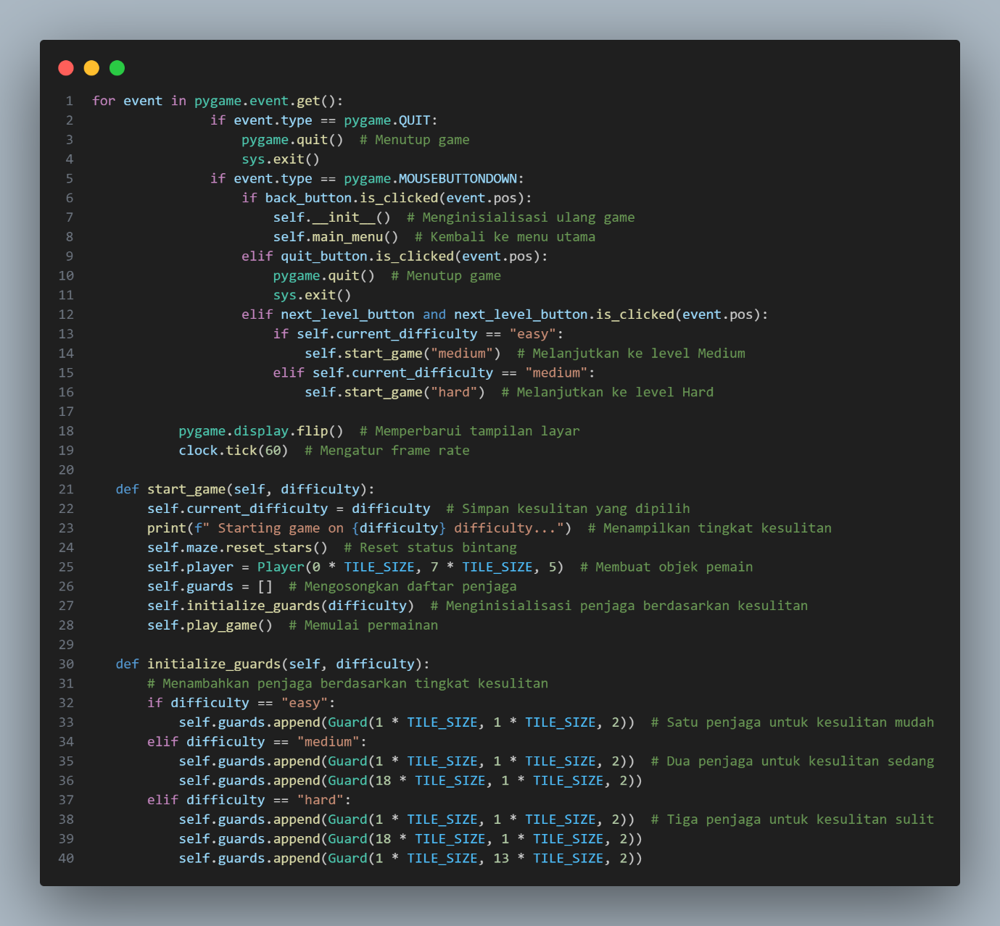 1 for event in pygame.event.get():
2                if event.type == pygame.QUIT:
3                    pygame.quit()  # Menutup game
4                    sys.exit()
5                if event.type == pygame.MOUSEBUTTONDOWN:
6                    if back_button.is_clicked(event.pos):
7                        self.__init__()  # Menginisialisasi ulang game
8                        self.main_menu()  # Kembali ke menu utama
9                    elif quit_button.is_clicked(event.pos):
10                        pygame.quit()  # Menutup game
11                        sys.exit()
12                    elif next_level_button and next_level_button.is_clicked(event.pos):
13                        if self.current_difficulty == "easy":
14                            self.start_game("medium")  # Melanjutkan ke level Medium
15                        elif self.current_difficulty == "medium":
16                            self.start_game("hard")  # Melanjutkan ke level Hard
17
18            pygame.display.flip()  # Memperbarui tampilan layar
19            clock.tick(60)  # Mengatur frame rate
20
21    def start_game(self, difficulty):
22        self.current_difficulty = difficulty  # Simpan kesulitan yang dipilih
23        print(f" Starting game on {difficulty} difficulty...")  # Menampilkan tingkat kesulitan
24        self.maze.reset_stars()  # Reset status bintang
25        self.player = Player(0 * TILE_SIZE, 7 * TILE_SIZE, 5)  # Membuat objek pemain
26        self.guards = []  # Mengosongkan daftar penjaga
27        self.initialize_guards(difficulty)  # Menginisialisasi penjaga berdasarkan kesulitan
28        self.play_game()  # Memulai permainan
29
30    def initialize_guards(self, difficulty):
31        # Menambahkan penjaga berdasarkan tingkat kesulitan
32        if difficulty == "easy":
33            self.guards.append(Guard(1 * TILE_SIZE, 1 * TILE_SIZE, 2))  # Satu penjaga untuk kesulitan mudah
34        elif difficulty == "medium":
35            self.guards.append(Guard(1 * TILE_SIZE, 1 * TILE_SIZE, 2))  # Dua penjaga untuk kesulitan sedang
36            self.guards.append(Guard(18 * TILE_SIZE, 1 * TILE_SIZE, 2))
37        elif difficulty == "hard":
38            self.guards.append(Guard(1 * TILE_SIZE, 1 * TILE_SIZE, 2))  # Tiga penjaga untuk kesulitan sulit
39            self.guards.append(Guard(18 * TILE_SIZE, 1 * TILE_SIZE, 2))
40            self.guards.append(Guard(1 * TILE_SIZE, 13 * TILE_SIZE, 2))